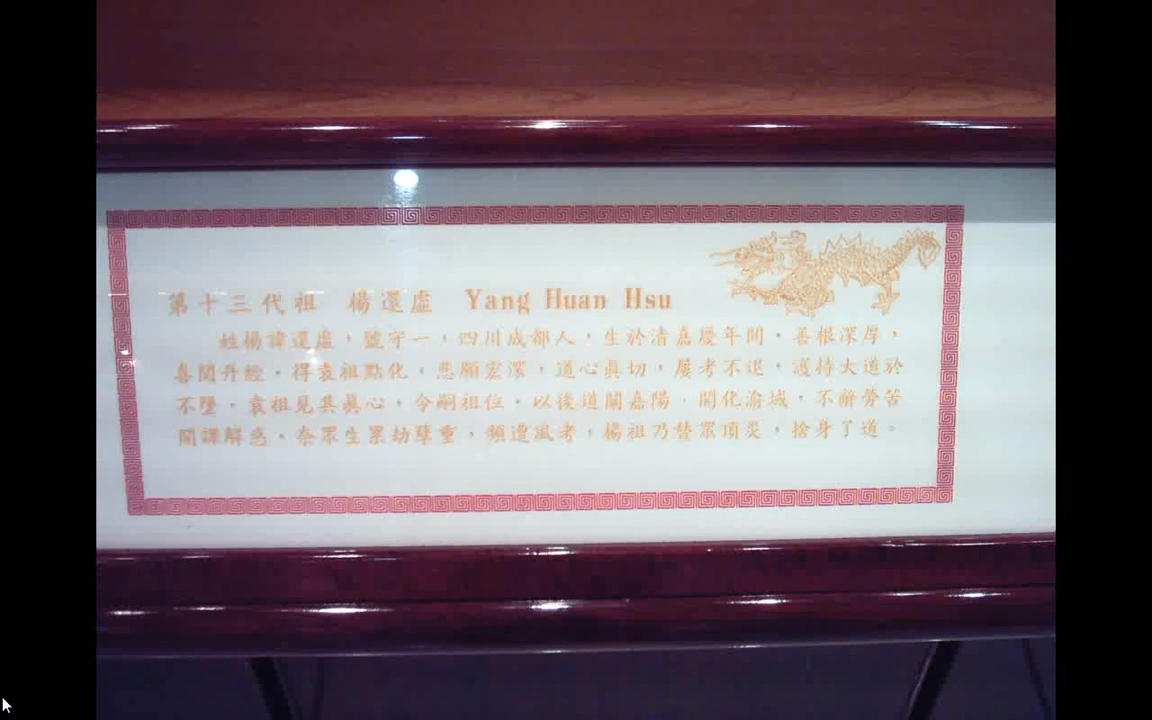 第十三代祖 楊還虛 Yang Huan Hsu
姓楊諱還虛，號守一，四川成都人，生於清嘉慶年間。善根深厚，
喜閱丹經。得袁祖點化，悲願宏深，道心眞切，屢考不退，護持大道於
不墜。袁祖見其眞心，令嗣祖位。以後道闡嘉陽，開化渝域，不辭勞苦
開譯解惑。奈眾生累劫孽重，頻遭風考，楊祖乃替眾頂災，捨身了道。